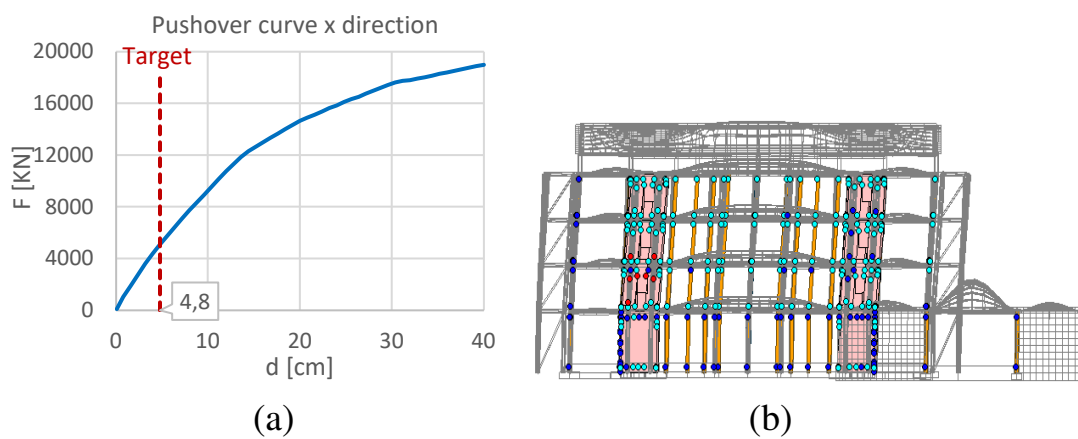 Pushover curve x direction
20000
Target
16000
12000
8000
4000
0
F [KN]
4,8
0 10 20 30 40
d [cm]
(a) (b)